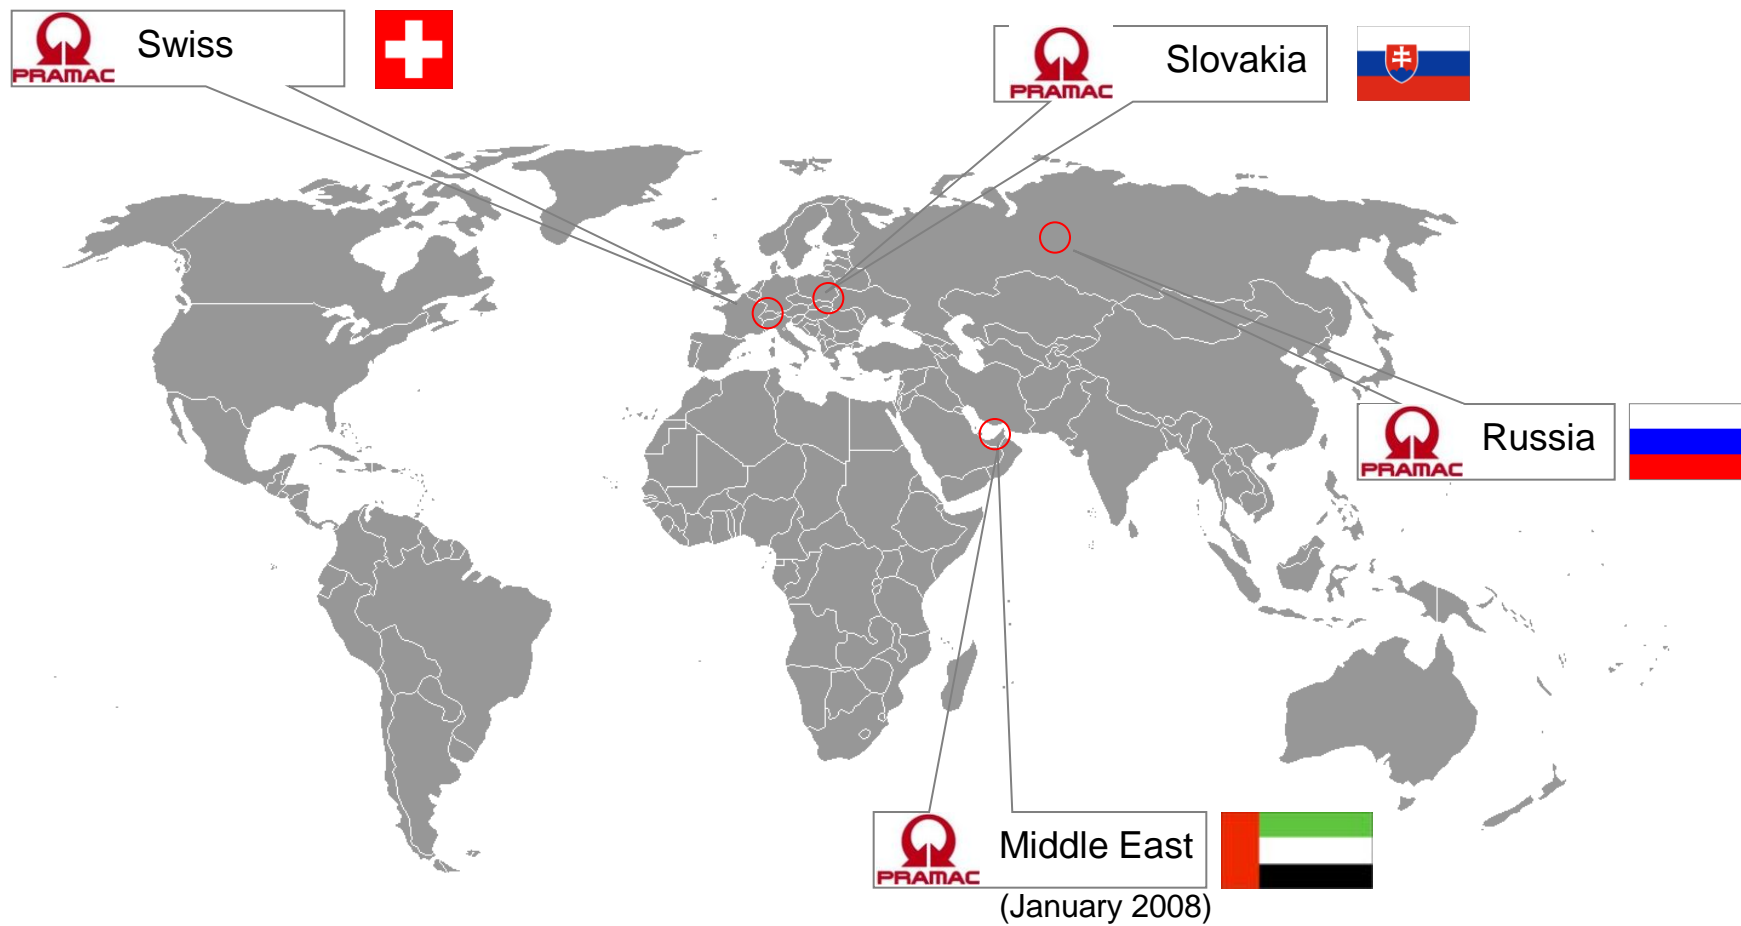 PRAMAC
Swiss
PRAMAC
Slovakia
PRAMAC
Russia
PRAMAC
Middle East
(January 2008)